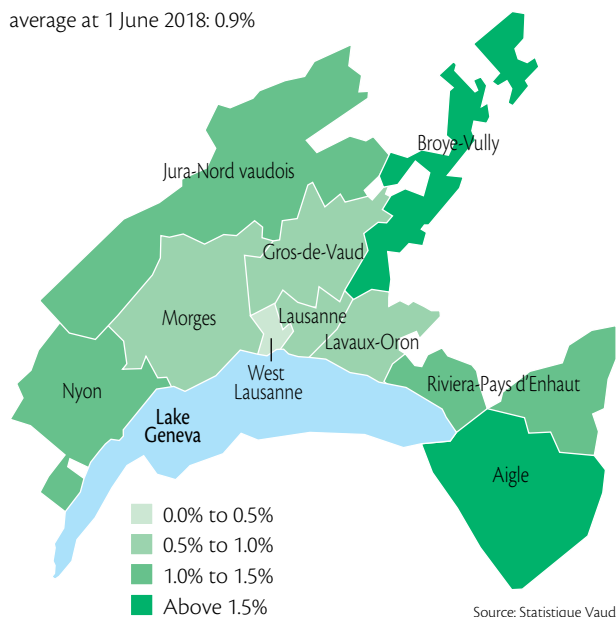 average at 1 June 2018: 0.9%
Broye-Vully
Jura-Nord vaudois
Gros-de-Vaud
Morges
Lausanne
Lavaux-Oron
West
Lausanne
Nyon
Riviera-Pays d'Enhaut
Lake
Geneva
Aigle
0.0% to 0.5%
0.5% to 1.0%
1.0% to 1.5%
Above 1.5%
Source: Statistique Vaud